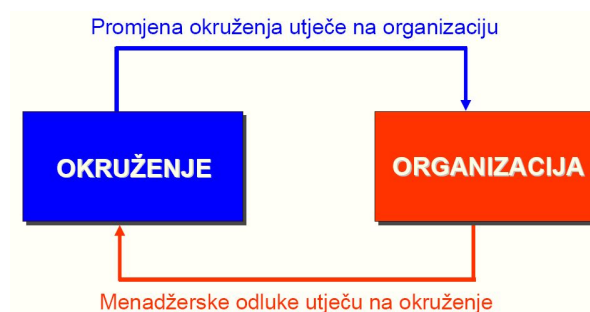 Promjena okruženja utječe na organizaciju
OKRUŽENJE
ORGANIZACIJA
Menadžerske odluke utječu na okruženje